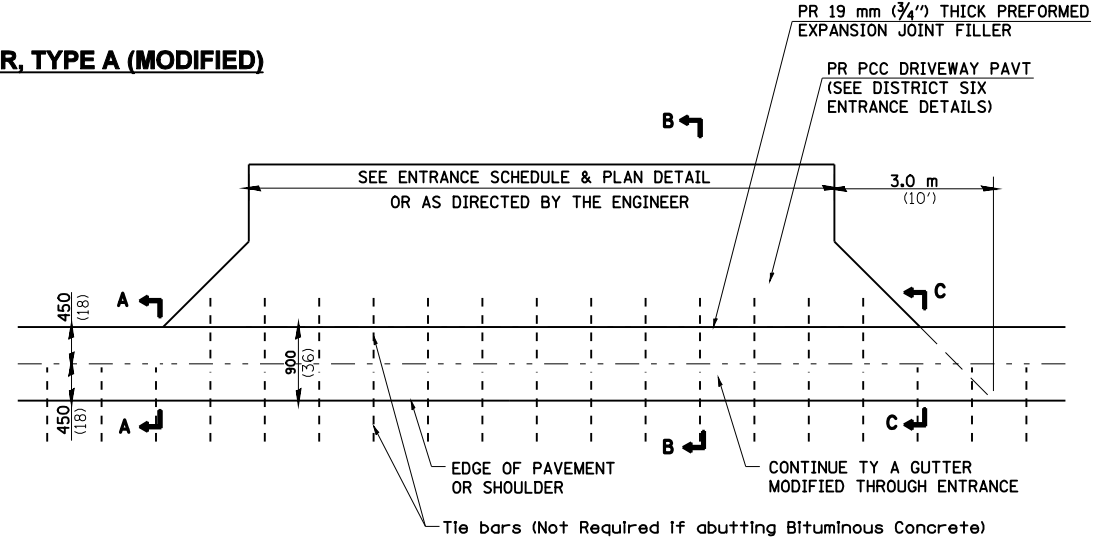 PR 19 mm (3/4") THICK PREFORMED
EXPANSION JOINT FILLER
R, TYPE A (MODIFIED)
PR PCC DRIVEWAY PAVT
(SEE DISTRICT SIX
ENTRANCE DETAILS)
B
SEE ENTRANCE SCHEDULE & PLAN DETAIL
OR AS DIRECTED BY THE ENGINEER
3.0 m
(10')
450
(18)
A
C
900
(36)
450
(18)
A
B
C
EDGE OF PAVEMENT
OR SHOULDER
CONTINUE TY A GUTTER
MODIFIED THROUGH ENTRANCE
Tie bars (Not Required if abutting Bituminous Concrete)